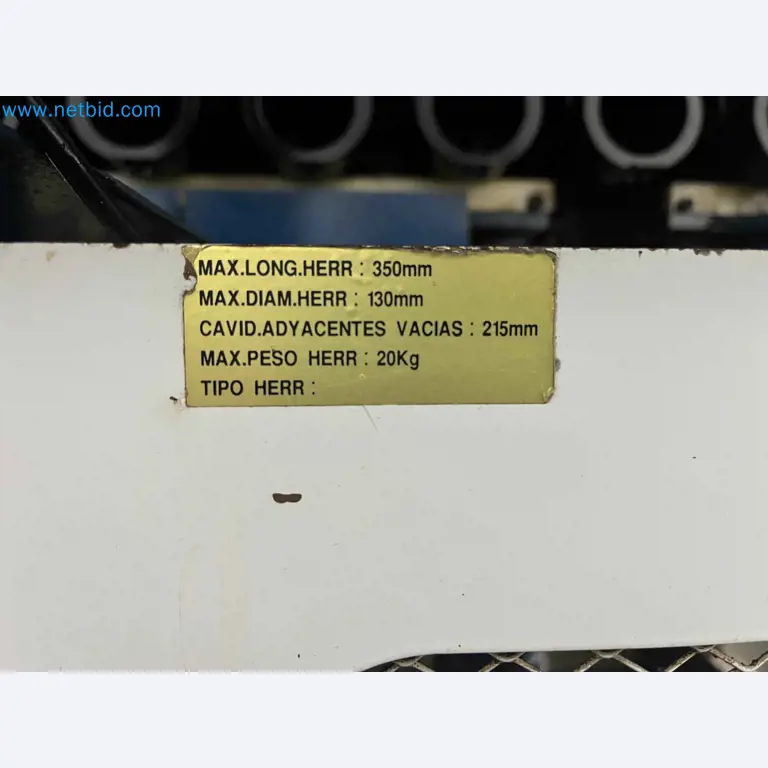 www.netbid.com
MAX.LONG.HERR : 350mm
MAX.DIAM.HERR : 130mm
CAVID.ADYACENTES VACIAS : 215mm
MAX.PESO HERR : 20Kg
TIPO HERR :